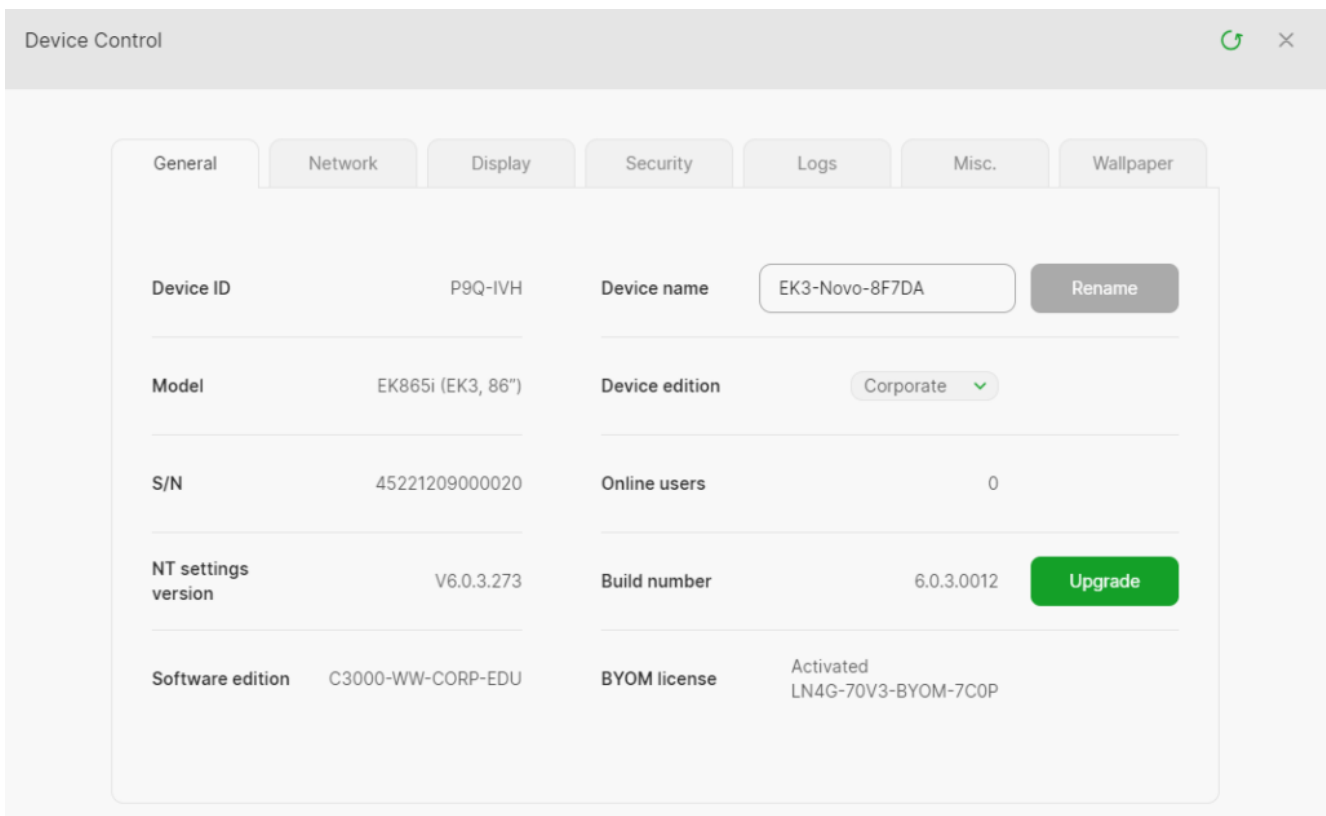 Device Control
General Network Display Security Logs Misc. Wallpaper
Device ID P9Q-IVH Device name EK3-Novo-8F7DA Rename
Model EK865i (EK3, 86”) Device edition Corporate
S/N 45221209000020 Online users 0
NT settings
version V6.0.3.273 Build number 6.0.3.0012 Upgrade
Software edition C3000-WW-CORP-EDU BYOM license Activated
LN4G-70V3-BYOM-7C0P